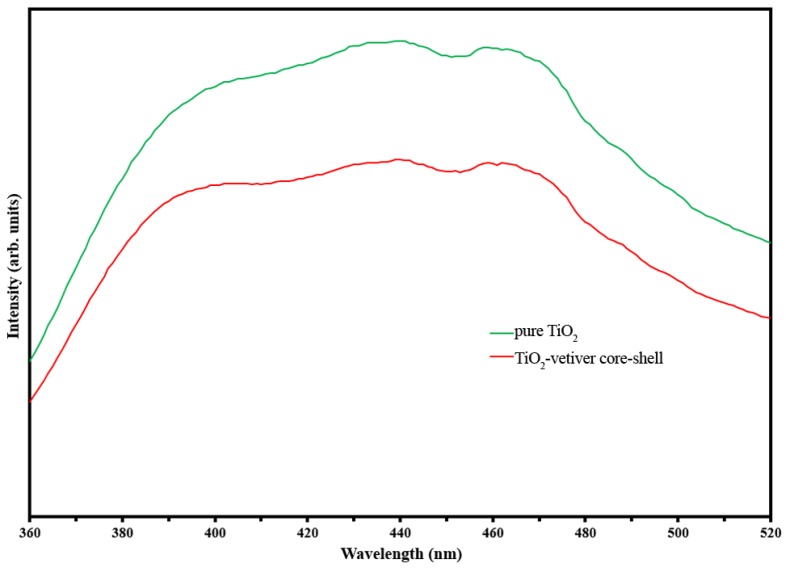 Intensity (arb. units)
pure TiO₂
TiO₂-vetiver core-shell
360 380 400 420 440 460 480 500 520
Wavelength (nm)